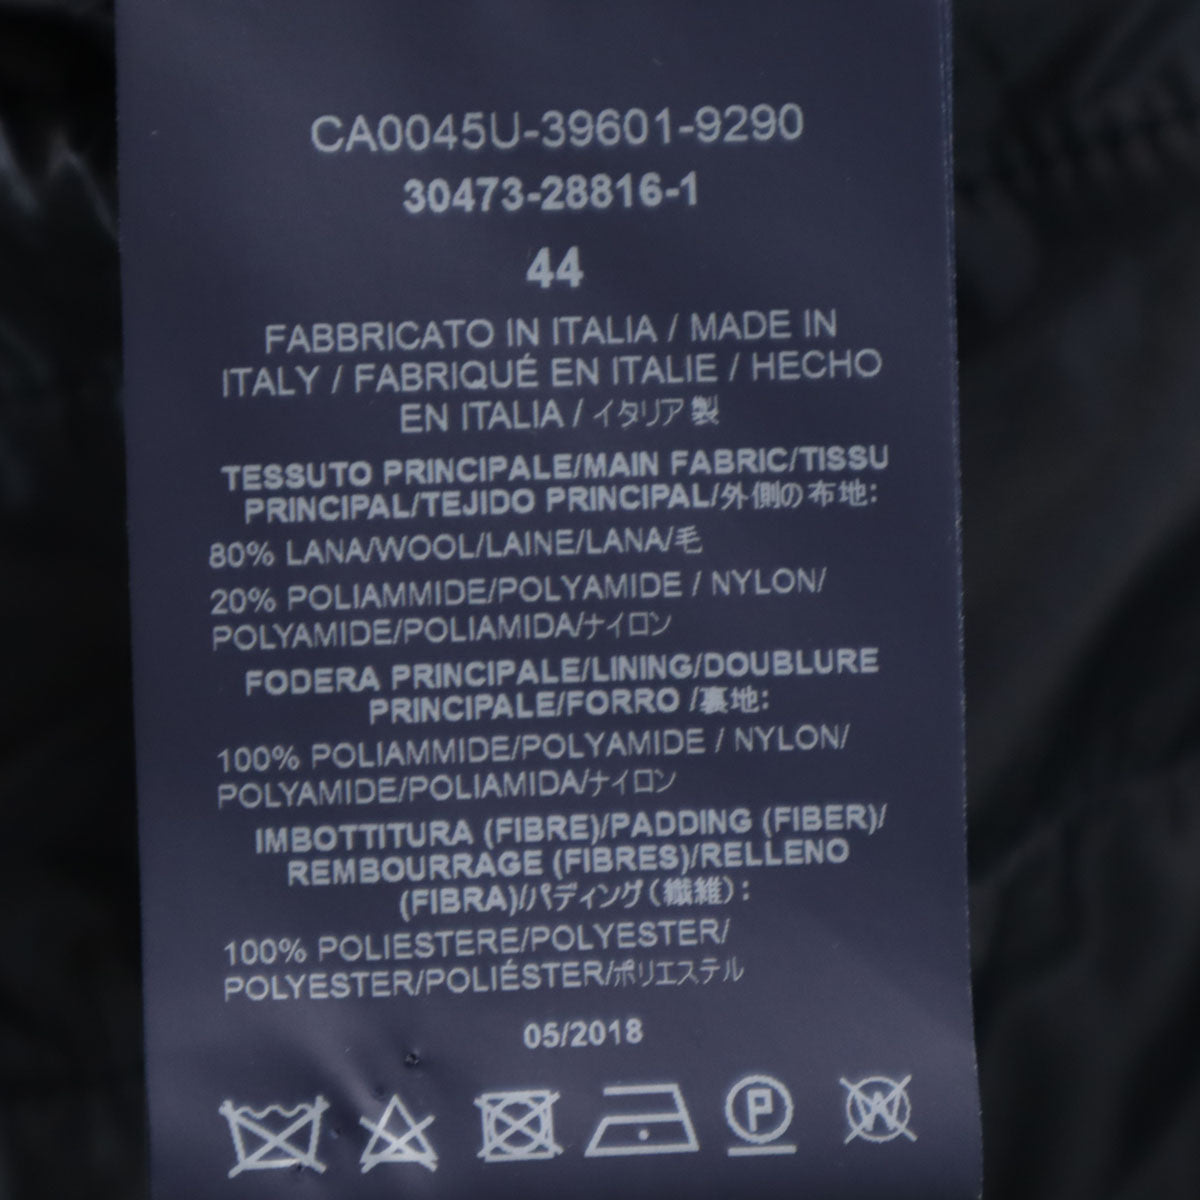 CA0045U-39601-9290
30473-28816-1
44
FABBRICATO IN ITALIA / MADE IN
ITALY / FABRIQUÉ EN ITALIE / HECHO
EN ITALIA / イタリア製
TESSUTO PRINCIPALE/MAIN FABRIC/TISSU
PRINCIPAL/TEJIDO PRINCIPAL/外側の布地:
80% LANA/WOOL/LAINE/LANA/毛
20% POLIAMMIDE/POLYAMIDE / NYLON/
POLYAMIDE/POLIAMIDA/ナイロン
FODERA PRINCIPALE/LINING/DOUBLURE
PRINCIPALE/FORRO /裏地:
100% POLIAMMIDE/POLYAMIDE / NYLON/
POLYAMIDE/POLIAMIDA/ナイロン
IMBOTTITURA (FIBRE)/PADDING (FIBER)/
REMBOURRAGE (FIBRES)/RELLENO
(FIBRA)/パディング(繊維):
100% POLIESTERE/POLYESTER/
POLYESTER/POLIÉSTER/ポリエステル
05/2018
P W